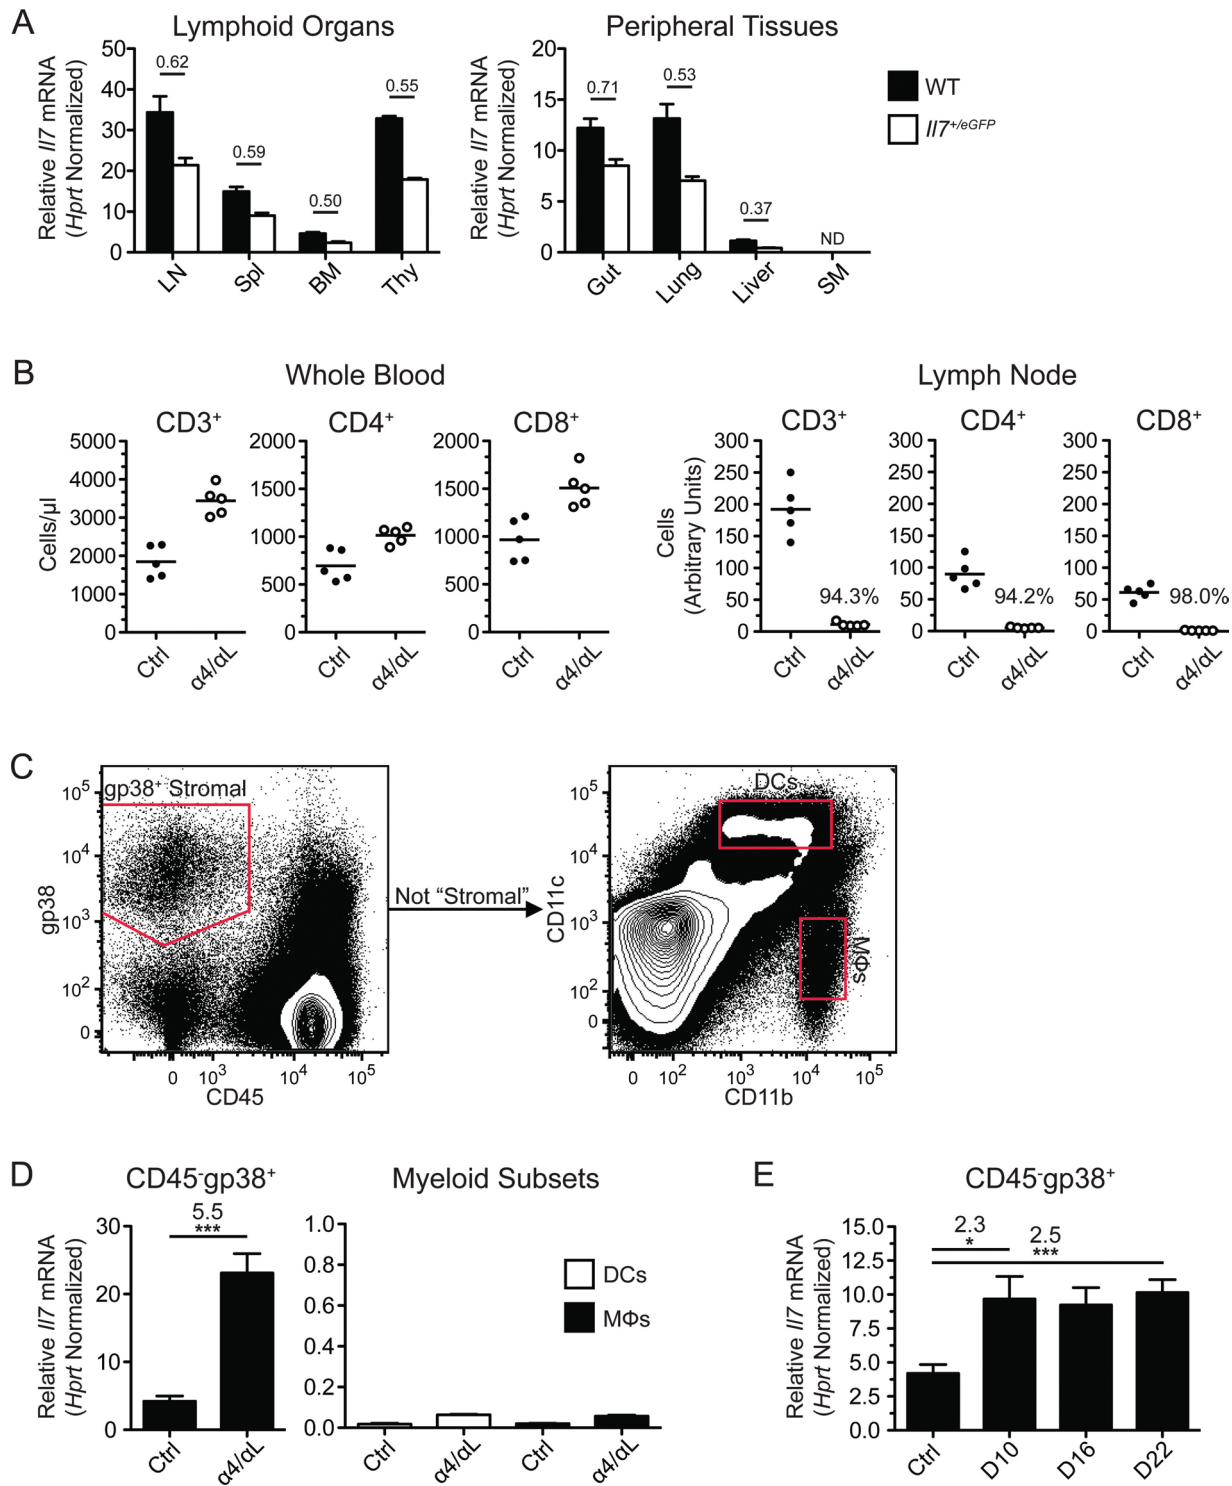 A
Lymphoid Organs
Peripheral Tissues
Relative Il7 mRNA
(Hprt Normalized)
50
40
30
20
10
0
0.62
0.59
0.50
0.55
LN
Spl
BM
Thy
Relative Il7 mRNA
(Hprt Normalized)
20
15
10
5
0
0.71
0.53
0.37
ND
Gut
Lung
Liver
SM
WT
Il7+/eGFP
B
Whole Blood
Lymph Node
CD3+
CD4+
CD8+
CD3+
CD4+
CD8+
Cells/µl
5000
4000
3000
2000
1000
0
Ctrl
α4/αL
2000
1500
1000
500
0
Ctrl
α4/αL
2000
1500
1000
500
0
Ctrl
α4/αL
Cells
(Arbitrary Units)
300
250
200
150
100
50
0
94.3%
Ctrl
α4/αL
300
250
200
150
100
50
0
94.2%
Ctrl
α4/αL
300
250
200
150
100
50
0
98.0%
Ctrl
α4/αL
C
gp38+ Stromal
gp38
10⁵
10⁴
10³
10²
0
0 10³ 10⁴ 10⁵
CD45
Not “Stromal”
DCs
MΦs
CD11c
10⁵
10⁴
10³
10²
0
0 10² 10³ 10⁴ 10⁵
CD11b
D
CD45-gp38+
Myeloid Subsets
Relative Il7 mRNA
(Hprt Normalized)
30
20
10
0
5.5
***
Ctrl
α4/αL
1.0
0.8
0.6
0.4
0.2
0.0
DCs
MΦs
Ctrl
α4/αL
Ctrl
α4/αL
E
CD45-gp38+
Relative Il7 mRNA
(Hprt Normalized)
15.0
12.5
10.0
7.5
5.0
2.5
0.0
2.3
*
2.5
***
Ctrl
D10
D16
D22